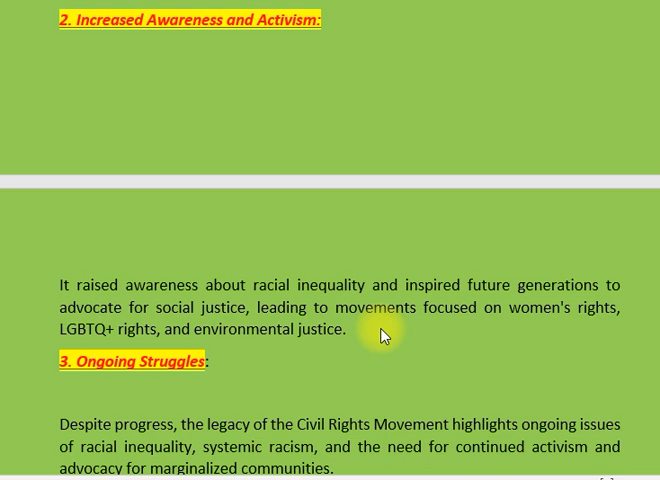 2. Increased Awareness and Activism:
It raised awareness about racial inequality and inspired future generations to
advocate for social justice, leading to movements focused on women's rights,
LGBTQ+ rights, and environmental justice.
3. Ongoing Struggles:
Despite progress, the legacy of the Civil Rights Movement highlights ongoing issues
of racial inequality, systemic racism, and the need for continued activism and
advocacy for marginalized communities.